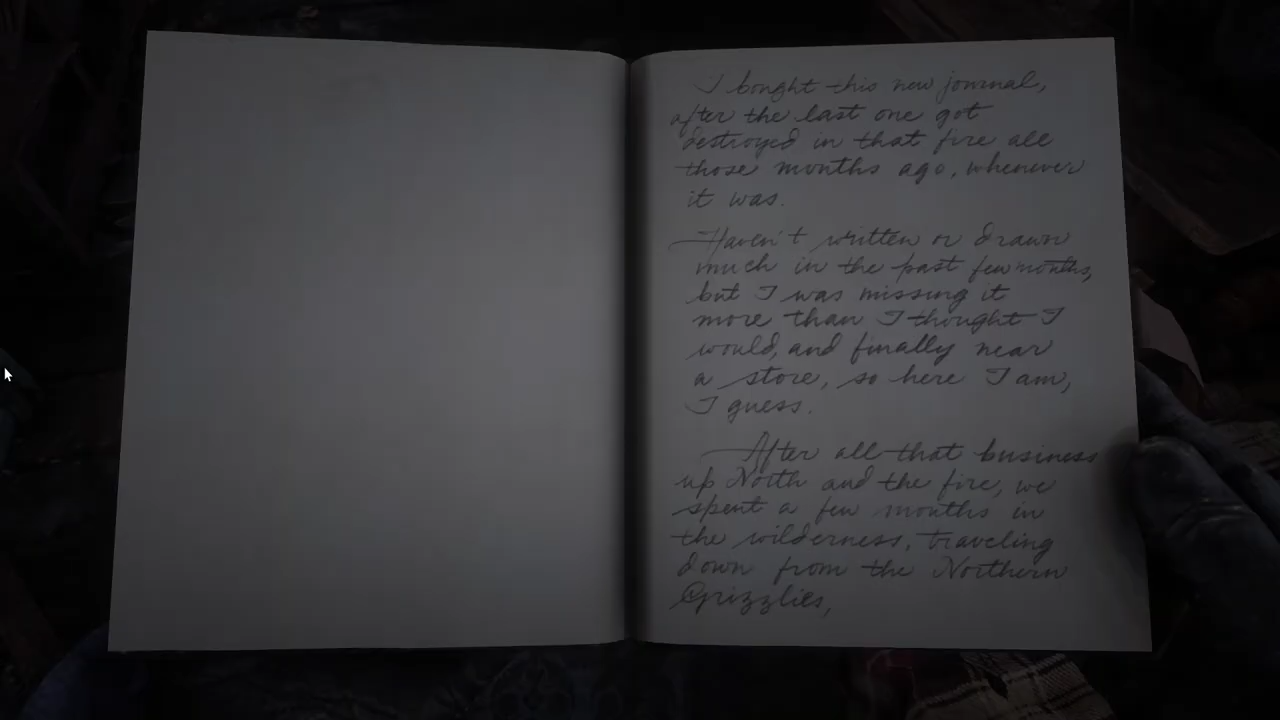 I bought this new journal,
after the last one got
destroyed in that fire all
those months ago, whenever
it was.
Haven't written or drawn
much in the past few months,
but I was missing it
more than I thought I
would, and finally near
a store, so here I am,
I guess.
After all that business
up North and the fire, we
spent a few months in
the wilderness, traveling
down from the Northern
Grizzlies,